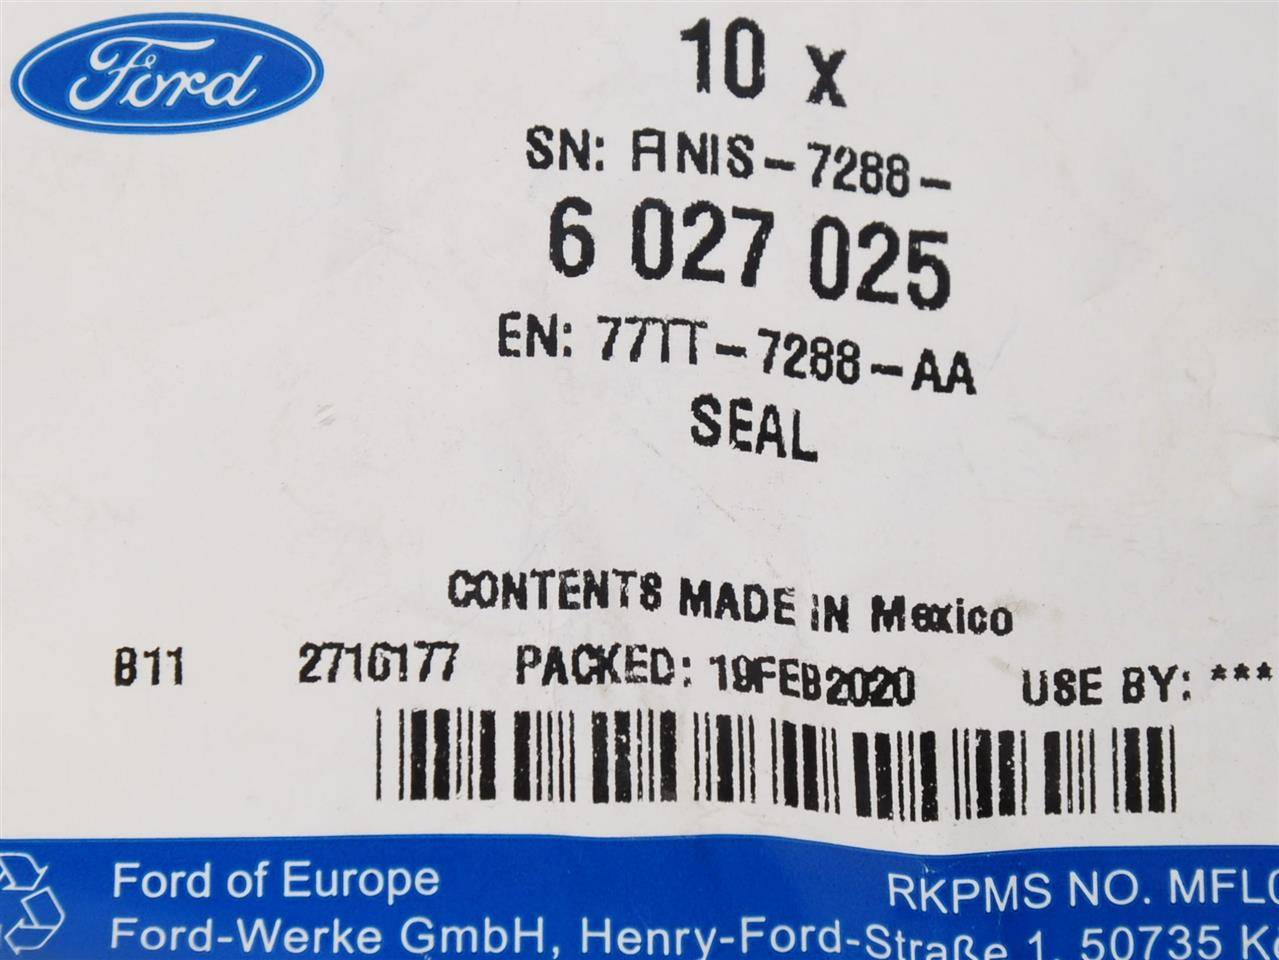 Ford
10 x
SN: ANIS-7288-
6 027 025
EN: 77TT-7288-AA
SEAL
CONTENTS MADE IN Mexico
B11 2716177 PACKED: 19FEB2020 USE BY: ***
Ford of Europe RKPMS NO. MFL
Ford-Werke GmbH, Henry-Ford-Straße 1, 50735